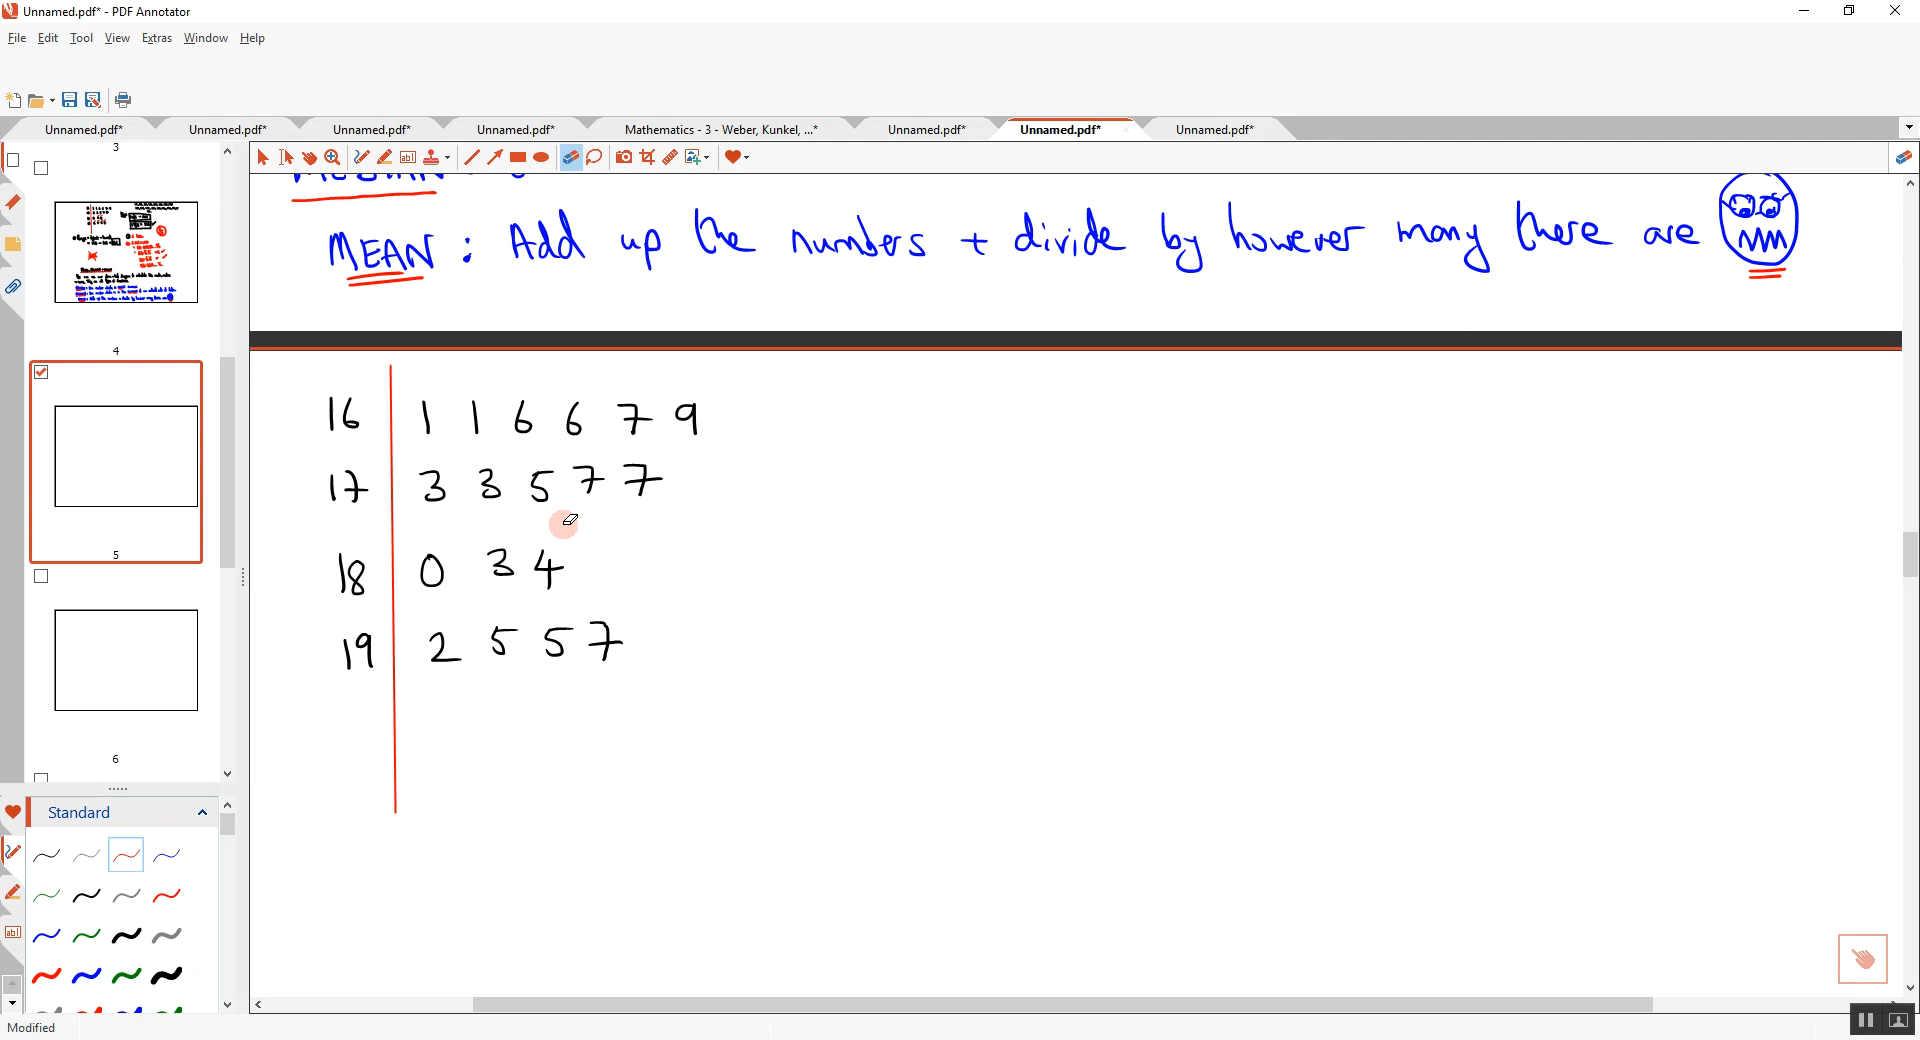 Unnamed.pdf* - PDF Annotator
File Edit Tool View Extras Window Help
Unnamed.pdf* Unnamed.pdf* Unnamed.pdf* Unnamed.pdf* Mathematics - 3 - Weber, Kunkel, ...* Unnamed.pdf* Unnamed.pdf* Unnamed.pdf*
3
4
5
6
Standard
MEDIAN :
MEAN : Add up the numbers + divide by however many there are
16 1 1 6 6 7 9
17 3 3 5 7 7
18 0 3 4
19 2 5 5 7
Modified